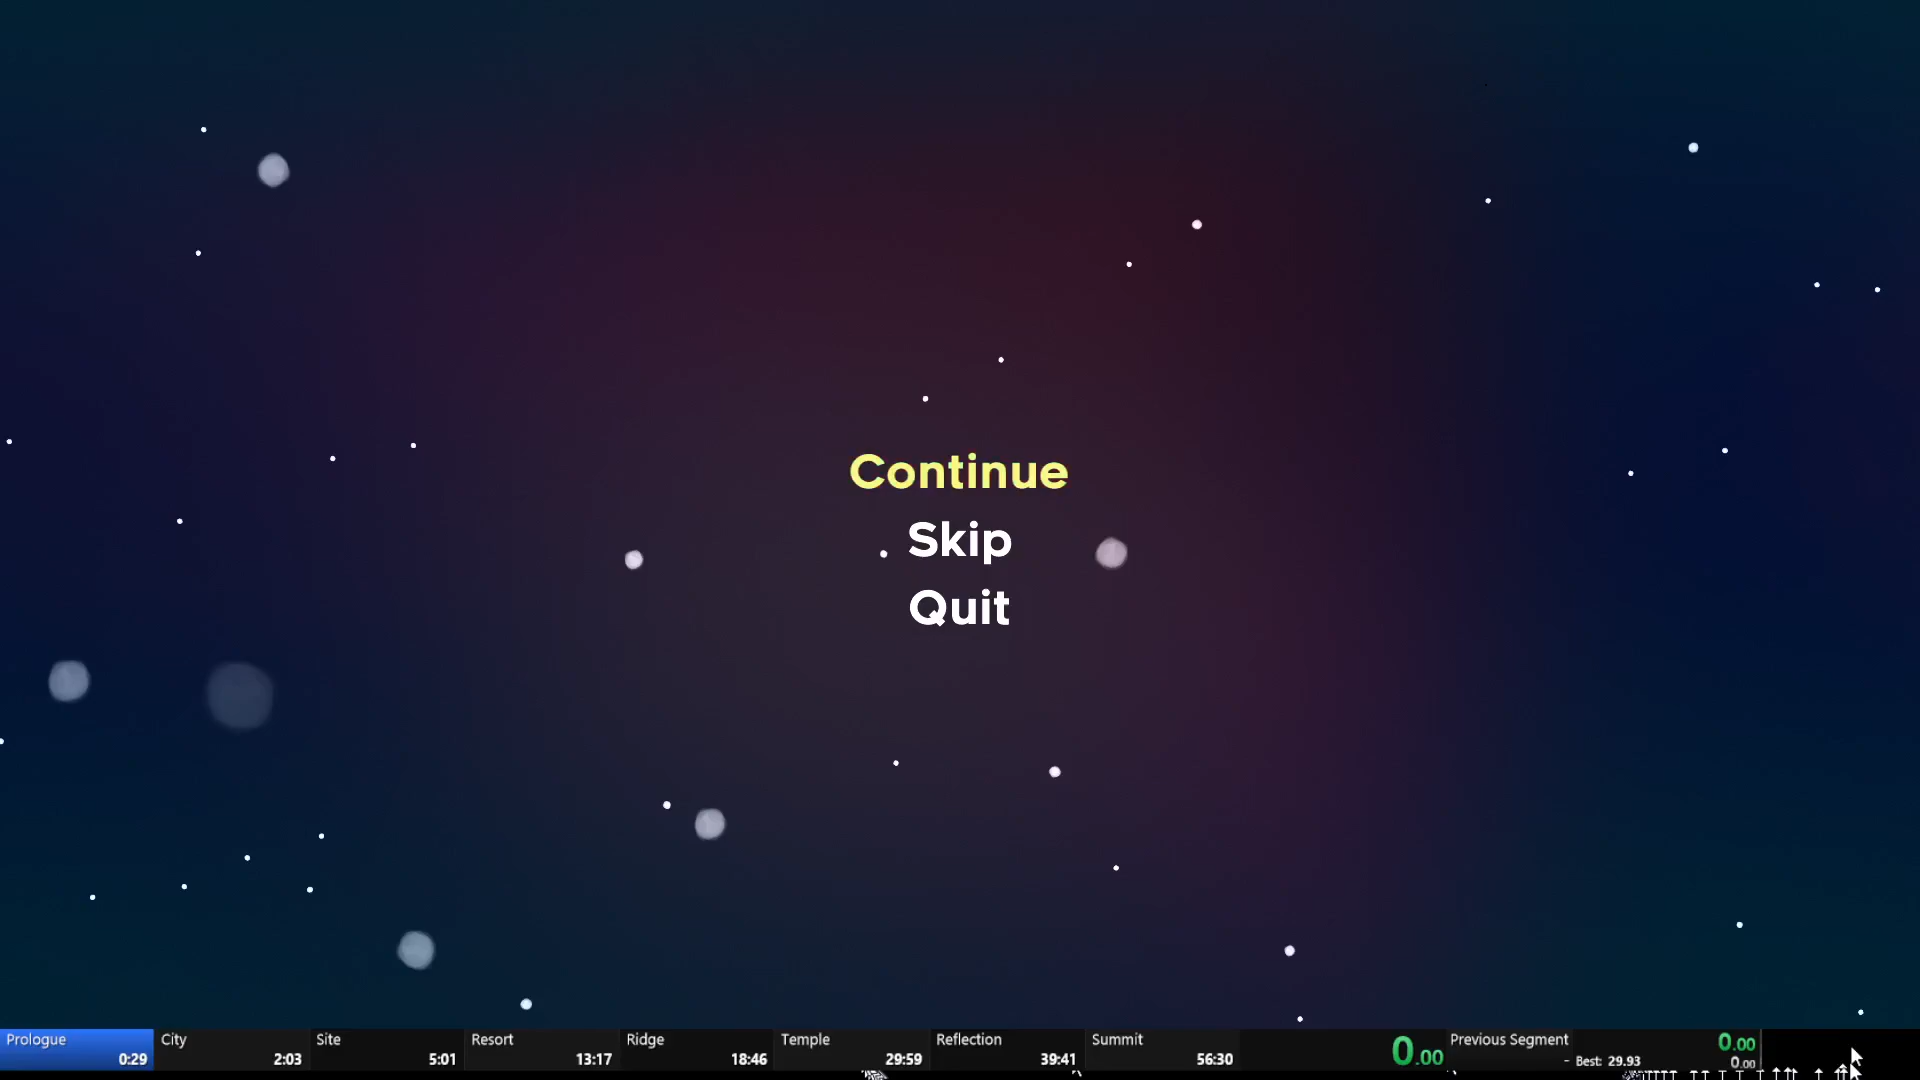 Continue
Skip
Quit
Prologue 0:29
City 2:03
Site 5:01
Resort 13:17
Ridge 18:46
Temple 29:59
Reflection 39:41
Summit 56:30
0.00
Previous Segment 0.00
- Best: 29.93 0.00